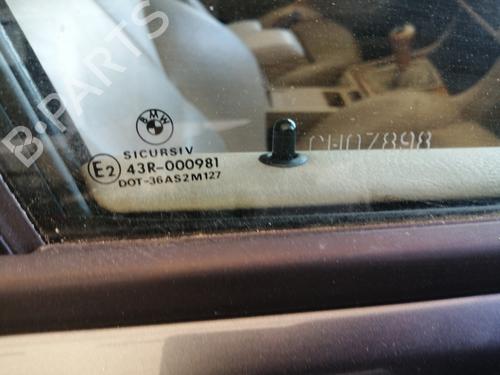 B-PARTS
BMW
SICURSIV
E2 43R-000981
DOT-36AS2M127
CH07898